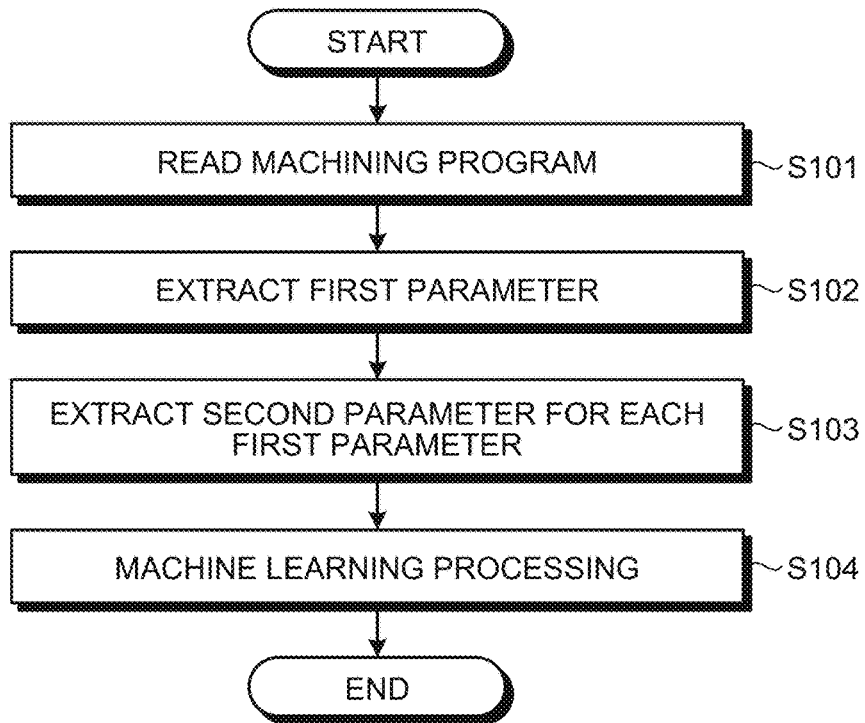 START
READ MACHINING PROGRAM
S101
EXTRACT FIRST PARAMETER
S102
EXTRACT SECOND PARAMETER FOR EACH
FIRST PARAMETER
S103
MACHINE LEARNING PROCESSING
S104
END